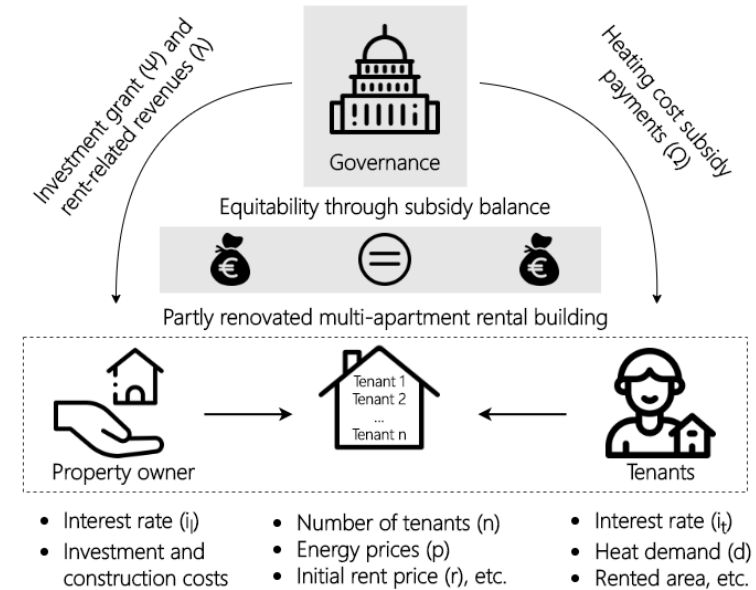 Investment grant (Ψ) and
rent-related revenues (λ)
Heating cost subsidy
payments (Ω)
Governance
Equitability through subsidy balance
€
€
Partly renovated multi-apartment rental building
Tenant 1
Tenant 2
...
Tenant n
Property owner
Tenants
• Interest rate (iₗ)
• Investment and
construction costs
• Number of tenants (n)
• Energy prices (p)
• Initial rent price (r), etc.
• Interest rate (iₜ)
• Heat demand (d)
• Rented area, etc.